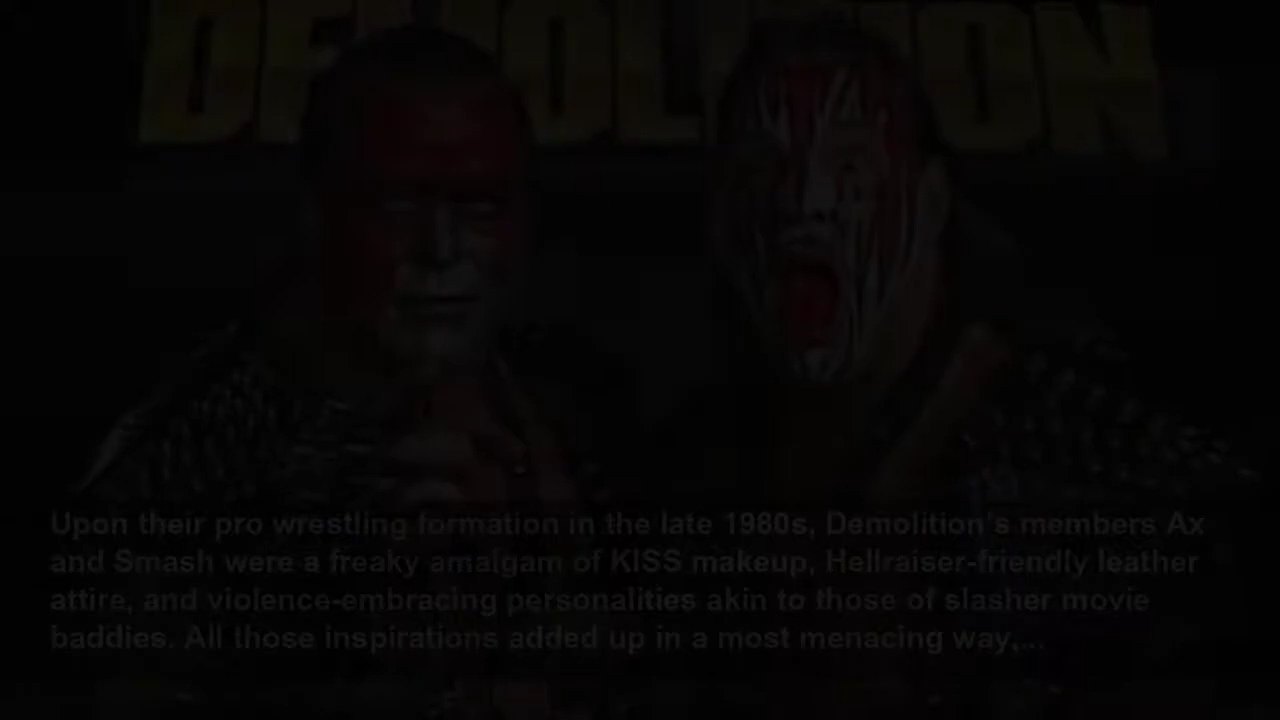 DEMOLITION
Upon their pro wrestling formation in the late 1980s, Demolition's members Ax
and Smash were a freaky amalgam of KISS makeup, Hellraiser-friendly leather
attire, and violence-embracing personalities akin to those of slasher movie
baddies. All those inspirations added up in a most menacing way,...